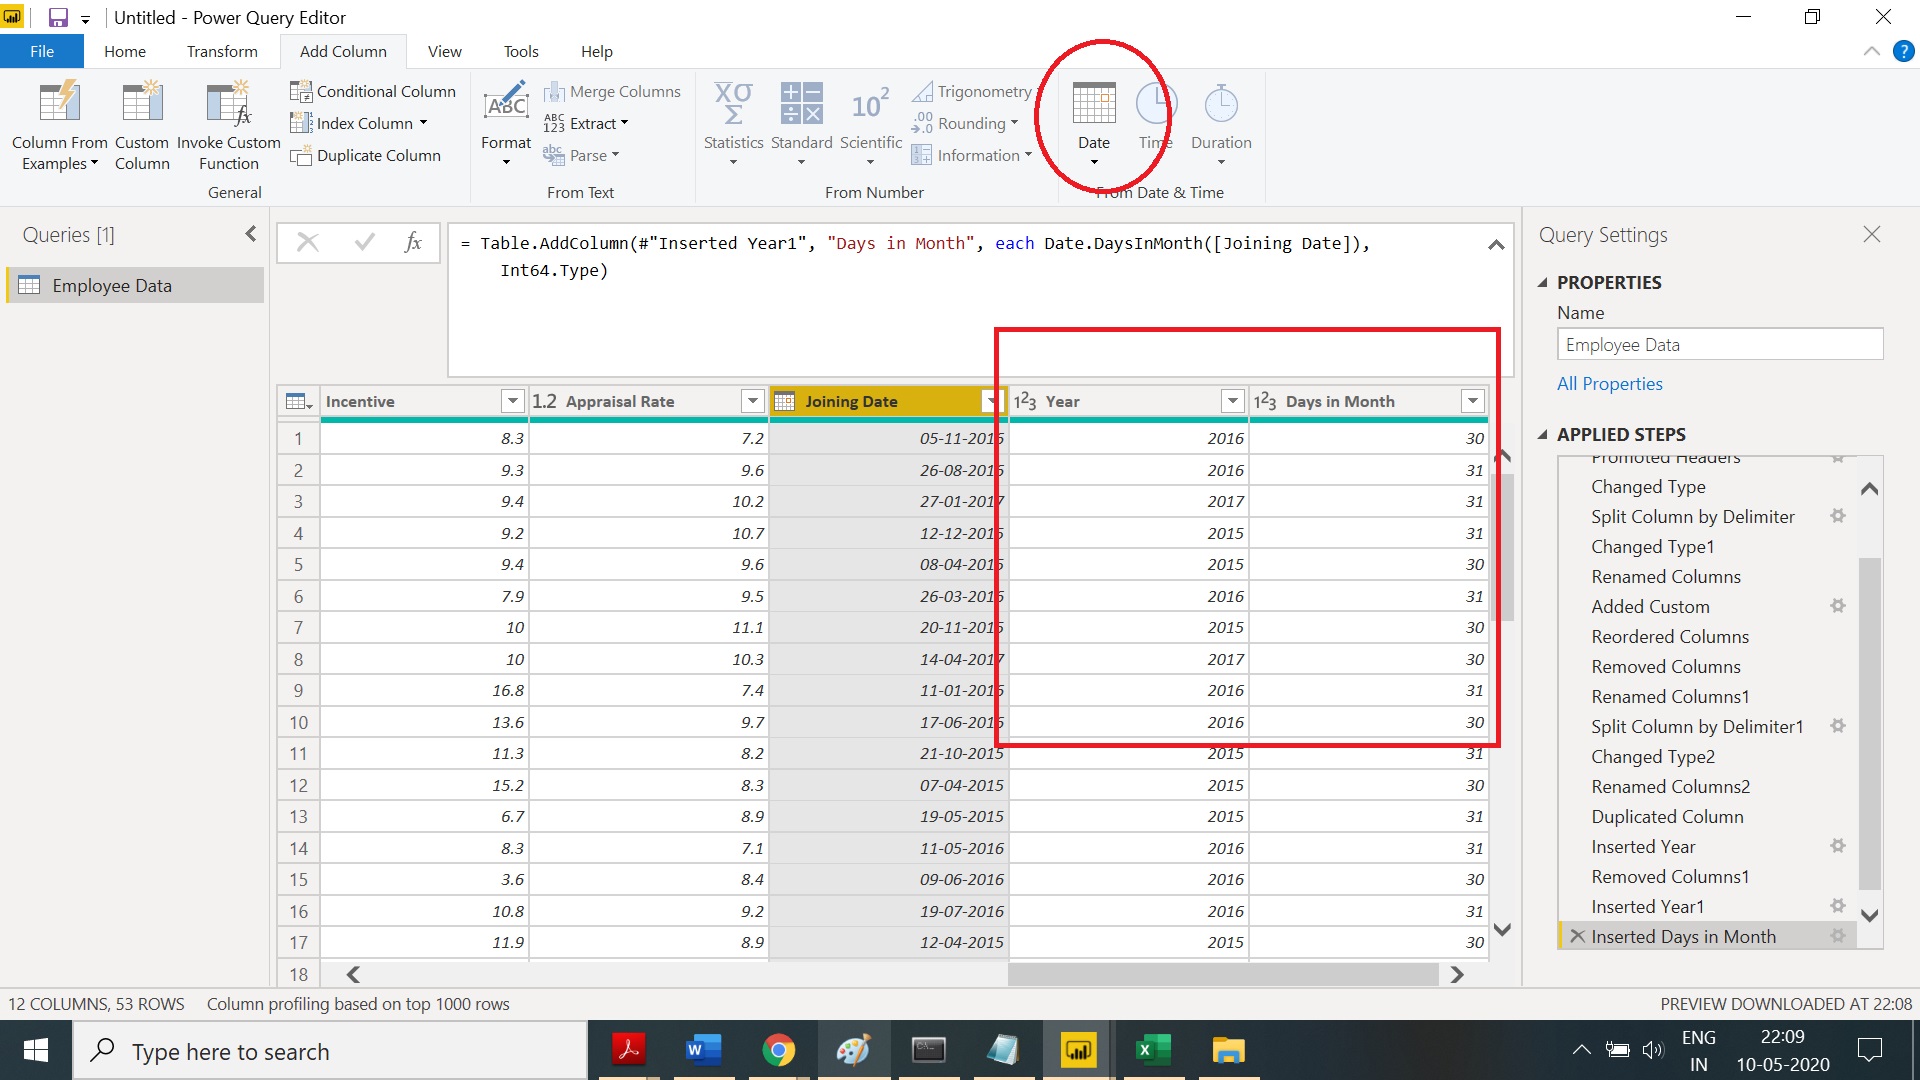 Untitled - Power Query Editor
File Home Transform Add Column View Tools Help
?
Column From Examples
Custom Column
Invoke Custom Function
Conditional Column
Index Column
Duplicate Column
General
ABC
Format
Merge Columns
ABC
123 Extract
abc Parse
From Text
XΣσ
Statistics
Standard
10²
Scientific
Trigonometry
.00 Rounding
Information
From Number
Date
Time
Duration
From Date & Time
Queries [1]
Employee Data
fx
= Table.AddColumn(#"Inserted Year1", "Days in Month", each Date.DaysInMonth([Joining Date]),
Int64.Type)
Incentive 1.2 Appraisal Rate Joining Date 123 Year 123 Days in Month
1 8.3 7.2 05-11-2016 2016 30
2 9.3 9.6 26-08-2016 2016 31
3 9.4 10.2 27-01-2017 2017 31
4 9.2 10.7 12-12-2015 2015 31
5 9.4 9.6 08-04-2015 2015 30
6 7.9 9.5 26-03-2016 2016 31
7 10 11.1 20-11-2015 2015 30
8 10 10.3 14-04-2017 2017 30
9 16.8 7.4 11-01-2016 2016 31
10 13.6 9.7 17-06-2016 2016 30
11 11.3 8.2 21-10-2015 2015 31
12 15.2 8.3 07-04-2015 2015 30
13 6.7 8.9 19-05-2015 2015 31
14 8.3 7.1 11-05-2016 2016 31
15 3.6 8.4 09-06-2016 2016 30
16 10.8 9.2 19-07-2016 2016 31
17 11.9 8.9 12-04-2015 2015 30
18
Query Settings
PROPERTIES
Name
Employee Data
All Properties
APPLIED STEPS
Promoted Headers
Changed Type
Split Column by Delimiter
Changed Type1
Renamed Columns
Added Custom
Reordered Columns
Removed Columns
Renamed Columns1
Split Column by Delimiter1
Changed Type2
Renamed Columns2
Duplicated Column
Inserted Year
Removed Columns1
Inserted Year1
Inserted Days in Month
12 COLUMNS, 53 ROWS Column profiling based on top 1000 rows
PREVIEW DOWNLOADED AT 22:08
Type here to search
ENG
IN
22:09
10-05-2020